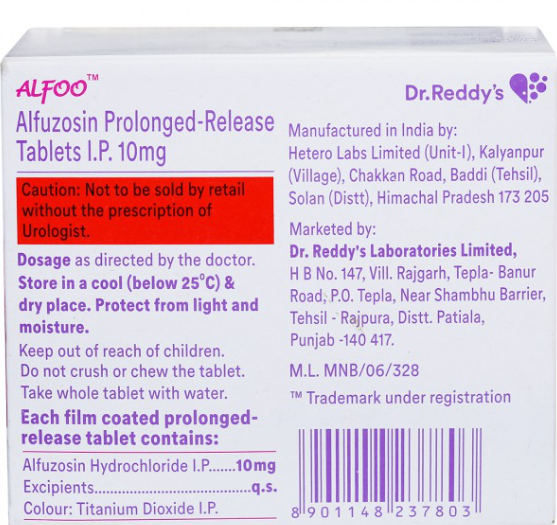 ALFOO™
Alfuzosin Prolonged-Release
Tablets I.P. 10mg
Caution: Not to be sold by retail
without the prescription of
Urologist.
Dosage as directed by the doctor.
Store in a cool (below 25⁰C) &
dry place. Protect from light and
moisture.
Keep out of reach of children.
Do not crush or chew the tablet.
Take whole tablet with water.
Each film coated prolonged-
release tablet contains:
Alfuzosin Hydrochloride I.P.......10mg
Excipients.................................q.s.
Colour: Titanium Dioxide I.P.
Dr.Reddy's
Manufactured in India by:
Hetero Labs Limited (Unit-I), Kalyanpur
(Village), Chakkan Road, Baddi (Tehsil),
Solan (Distt), Himachal Pradesh 173 205
Marketed by:
Dr. Reddy's Laboratories Limited,
H B No. 147, Vill. Rajgarh, Tepla- Banur
Road, P.O. Tepla, Near Shambhu Barrier,
Tehsil - Rajpura, Distt. Patiala,
Punjab -140 417.
M.L. MNB/06/328
™ Trademark under registration
8 901148 237803